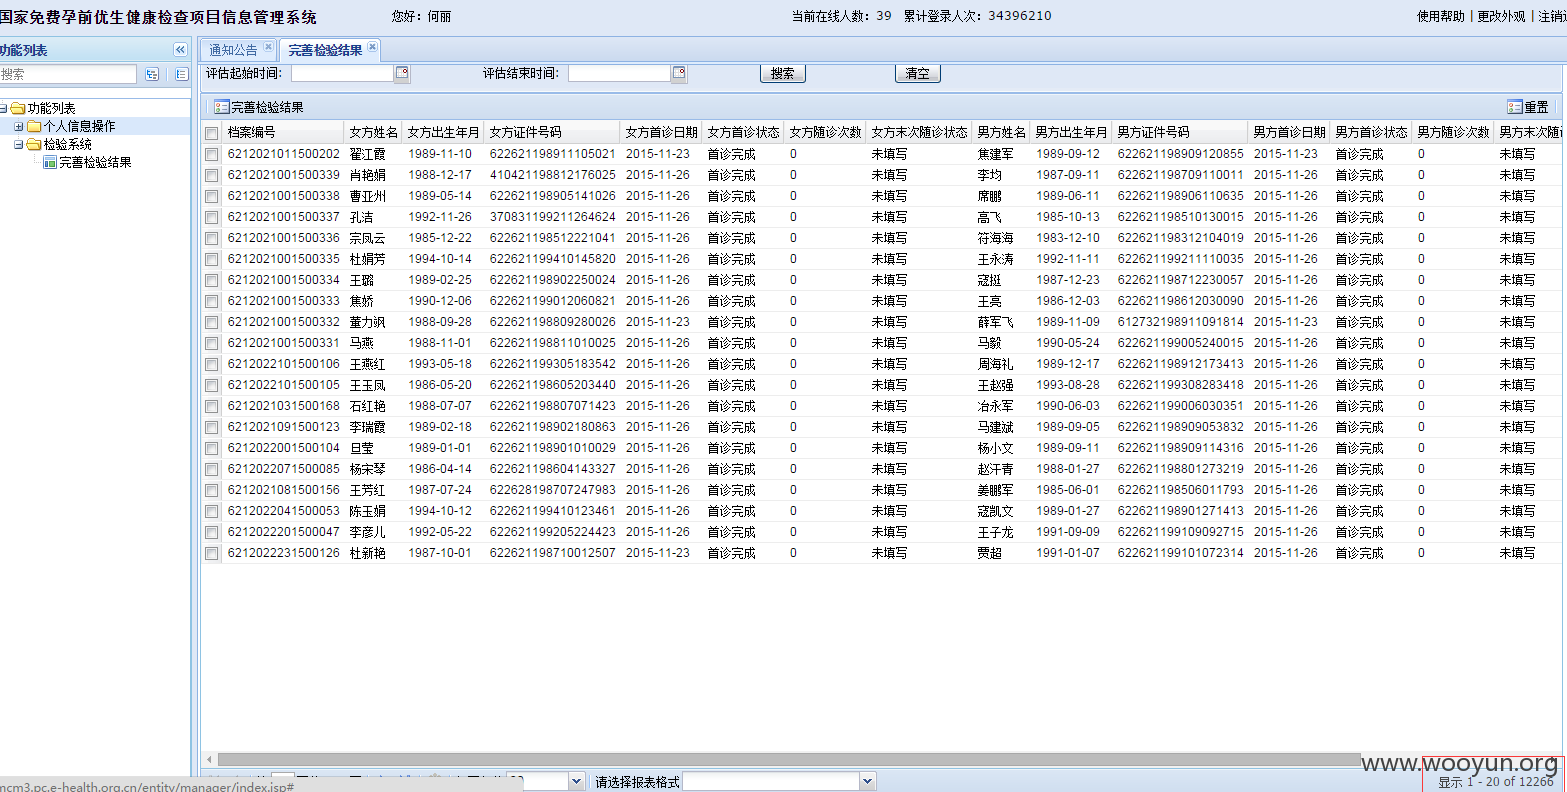 国家免费孕前优生健康检查项目信息管理系统 您好：何丽 当前在线人数：39 累计登录人次：34396210 使用帮助 | 更改外观 | 注销
功能列表 通知公告 完善检验结果
搜索 评估起始时间： 评估结束时间： 搜索 清空
功能列表 完善检验结果 重置
个人信息操作
检验系统
完善检验结果
档案编号 女方姓名 女方出生年月 女方证件号码 女方首诊日期 女方首诊状态 女方随诊次数 女方末次随诊状态 男方姓名 男方出生年月 男方证件号码 男方首诊日期 男方首诊状态 男方随诊次数 男方末次随
6212021011500202 翟江霞 1989-11-10 622621198911105021 2015-11-23 首诊完成 0 未填写 焦建军 1989-09-12 622621198909120855 2015-11-23 首诊完成 0 未填写
6212021001500339 肖艳娟 1988-12-17 410421198812176025 2015-11-26 首诊完成 0 未填写 李均 1987-09-11 622621198709110011 2015-11-26 首诊完成 0 未填写
6212021001500338 曹亚州 1989-05-14 622621198905141026 2015-11-26 首诊完成 0 未填写 席鹏 1989-06-11 622621198906110635 2015-11-26 首诊完成 0 未填写
6212021001500337 孔洁 1992-11-26 370831199211264624 2015-11-26 首诊完成 0 未填写 高飞 1985-10-13 622621198510130015 2015-11-26 首诊完成 0 未填写
6212021001500336 宗凤云 1985-12-22 622621198512221041 2015-11-26 首诊完成 0 未填写 符海海 1983-12-10 622621198312104019 2015-11-26 首诊完成 0 未填写
6212021001500335 杜娟芳 1994-10-14 622621199410145820 2015-11-26 首诊完成 0 未填写 王永涛 1992-11-11 622621199211110035 2015-11-26 首诊完成 0 未填写
6212021001500334 王璐 1989-02-25 622621198902250024 2015-11-26 首诊完成 0 未填写 寇挺 1987-12-23 622621198712230057 2015-11-26 首诊完成 0 未填写
6212021001500333 焦娇 1990-12-06 622621199012060821 2015-11-26 首诊完成 0 未填写 王亮 1986-12-03 622621198612030090 2015-11-26 首诊完成 0 未填写
6212021001500332 董力飒 1988-09-28 622621198809280026 2015-11-23 首诊完成 0 未填写 薛军飞 1989-11-09 612732198911091814 2015-11-23 首诊完成 0 未填写
6212021001500331 马燕 1988-11-01 622621198811010025 2015-11-26 首诊完成 0 未填写 马毅 1990-05-24 622621199005240015 2015-11-26 首诊完成 0 未填写
6212022101500106 王燕红 1993-05-18 622621199305183542 2015-11-26 首诊完成 0 未填写 周海礼 1989-12-17 622621198912173413 2015-11-26 首诊完成 0 未填写
6212022101500105 王玉凤 1986-05-20 622621198605203440 2015-11-26 首诊完成 0 未填写 王赵强 1993-08-28 622621199308283418 2015-11-26 首诊完成 0 未填写
6212021031500168 石红艳 1988-07-07 622621198807071423 2015-11-26 首诊完成 0 未填写 冶永军 1990-06-03 622621199006030351 2015-11-26 首诊完成 0 未填写
6212021091500123 李瑞霞 1989-02-18 622621198902180863 2015-11-26 首诊完成 0 未填写 马建斌 1989-09-05 622621198909053832 2015-11-26 首诊完成 0 未填写
6212022001500104 旦莹 1989-01-01 622621198901010029 2015-11-26 首诊完成 0 未填写 杨小文 1989-09-11 622621198909114316 2015-11-26 首诊完成 0 未填写
6212022071500085 杨宋琴 1986-04-14 622621198604143327 2015-11-26 首诊完成 0 未填写 赵汗青 1988-01-27 622621198801273219 2015-11-26 首诊完成 0 未填写
6212021081500156 王芳红 1987-07-24 622628198707247983 2015-11-26 首诊完成 0 未填写 姜鹏军 1985-06-01 622621198506011793 2015-11-26 首诊完成 0 未填写
6212022041500053 陈玉娟 1994-10-12 622621199410123461 2015-11-26 首诊完成 0 未填写 寇凯文 1989-01-27 622621198901271413 2015-11-26 首诊完成 0 未填写
6212022201500047 李彦儿 1992-05-22 622621199205224423 2015-11-26 首诊完成 0 未填写 王子龙 1991-09-09 622621199109092715 2015-11-26 首诊完成 0 未填写
6212022231500126 杜新艳 1987-10-01 622621198710012507 2015-11-23 首诊完成 0 未填写 贾超 1991-01-07 622621199101072314 2015-11-26 首诊完成 0 未填写
www.wooyun.org
请选择报表格式 显示 1 - 20 of 12266
mcm3.pc.e-health.org.cn/entity/manager/index.jsp#